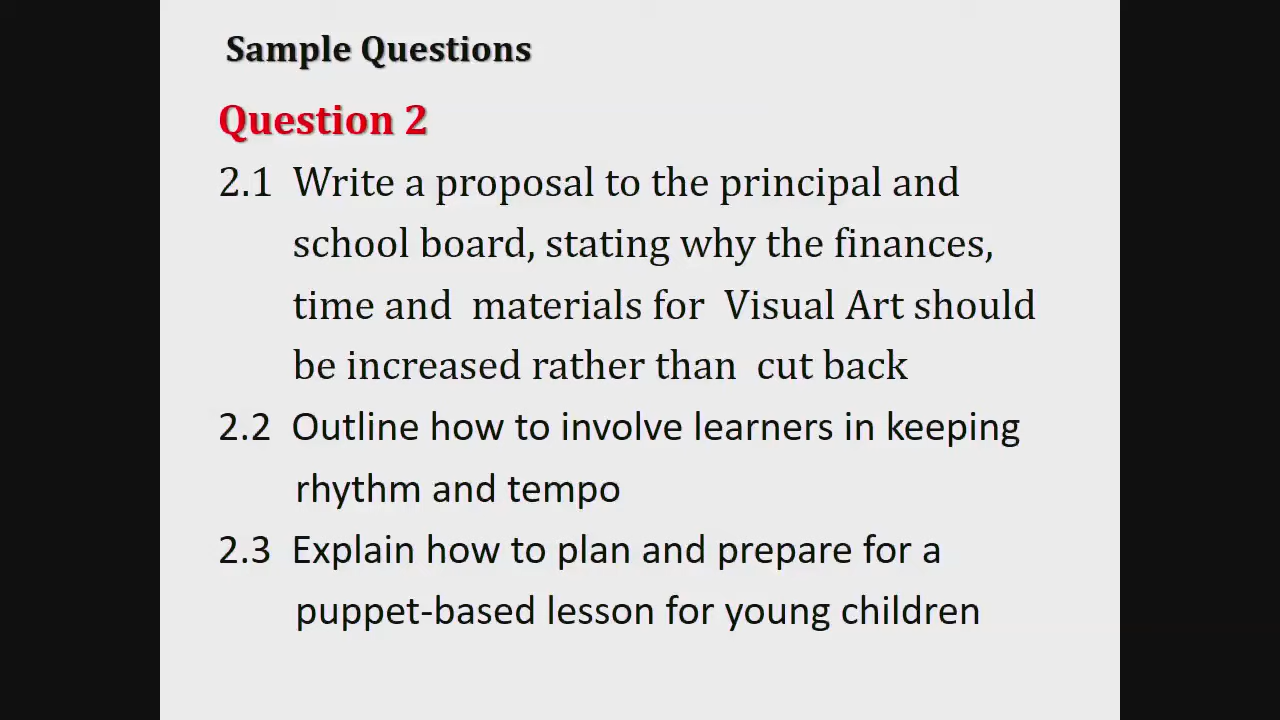 Sample Questions
Question 2
2.1 Write a proposal to the principal and
school board, stating why the finances,
time and materials for Visual Art should
be increased rather than cut back
2.2 Outline how to involve learners in keeping
rhythm and tempo
2.3 Explain how to plan and prepare for a
puppet-based lesson for young children